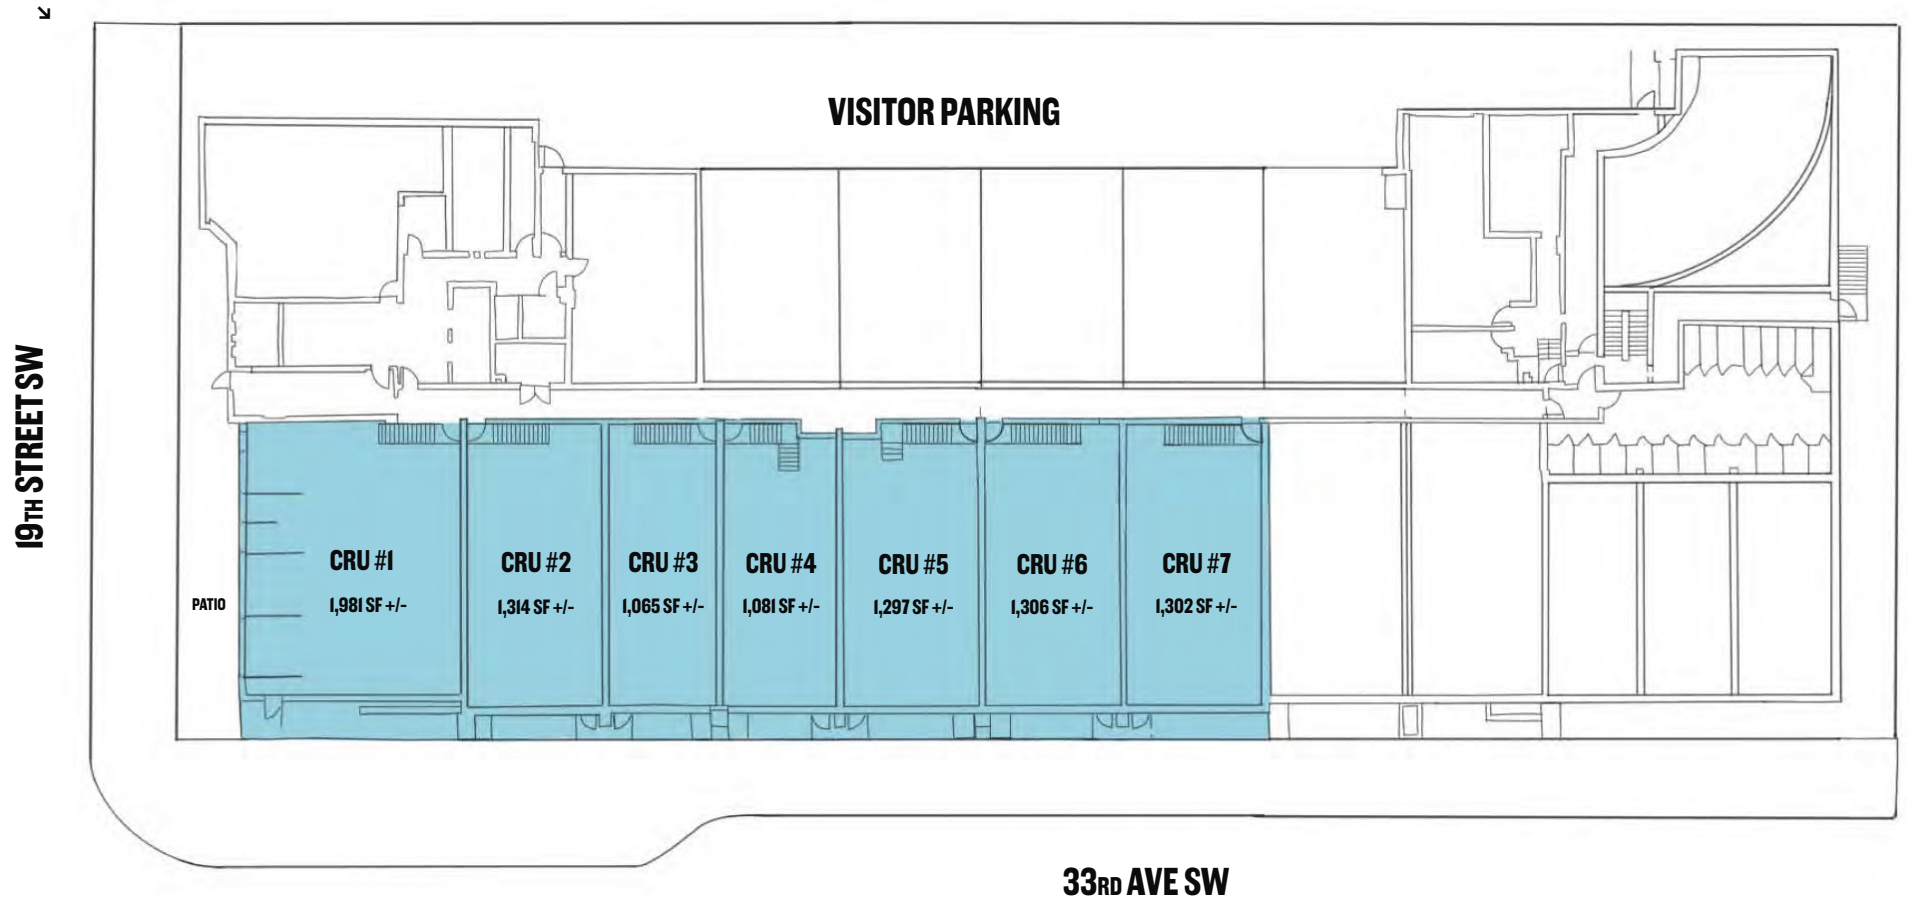 VISITOR PARKING
19TH STREET SW
CRU #1
1,981 SF +/-
CRU #2
1,314 SF +/-
CRU #3
1,065 SF +/-
CRU #4
1,081 SF +/-
CRU #5
1,297 SF +/-
CRU #6
1,306 SF +/-
CRU #7
1,302 SF +/-
PATIO
33RD AVE SW